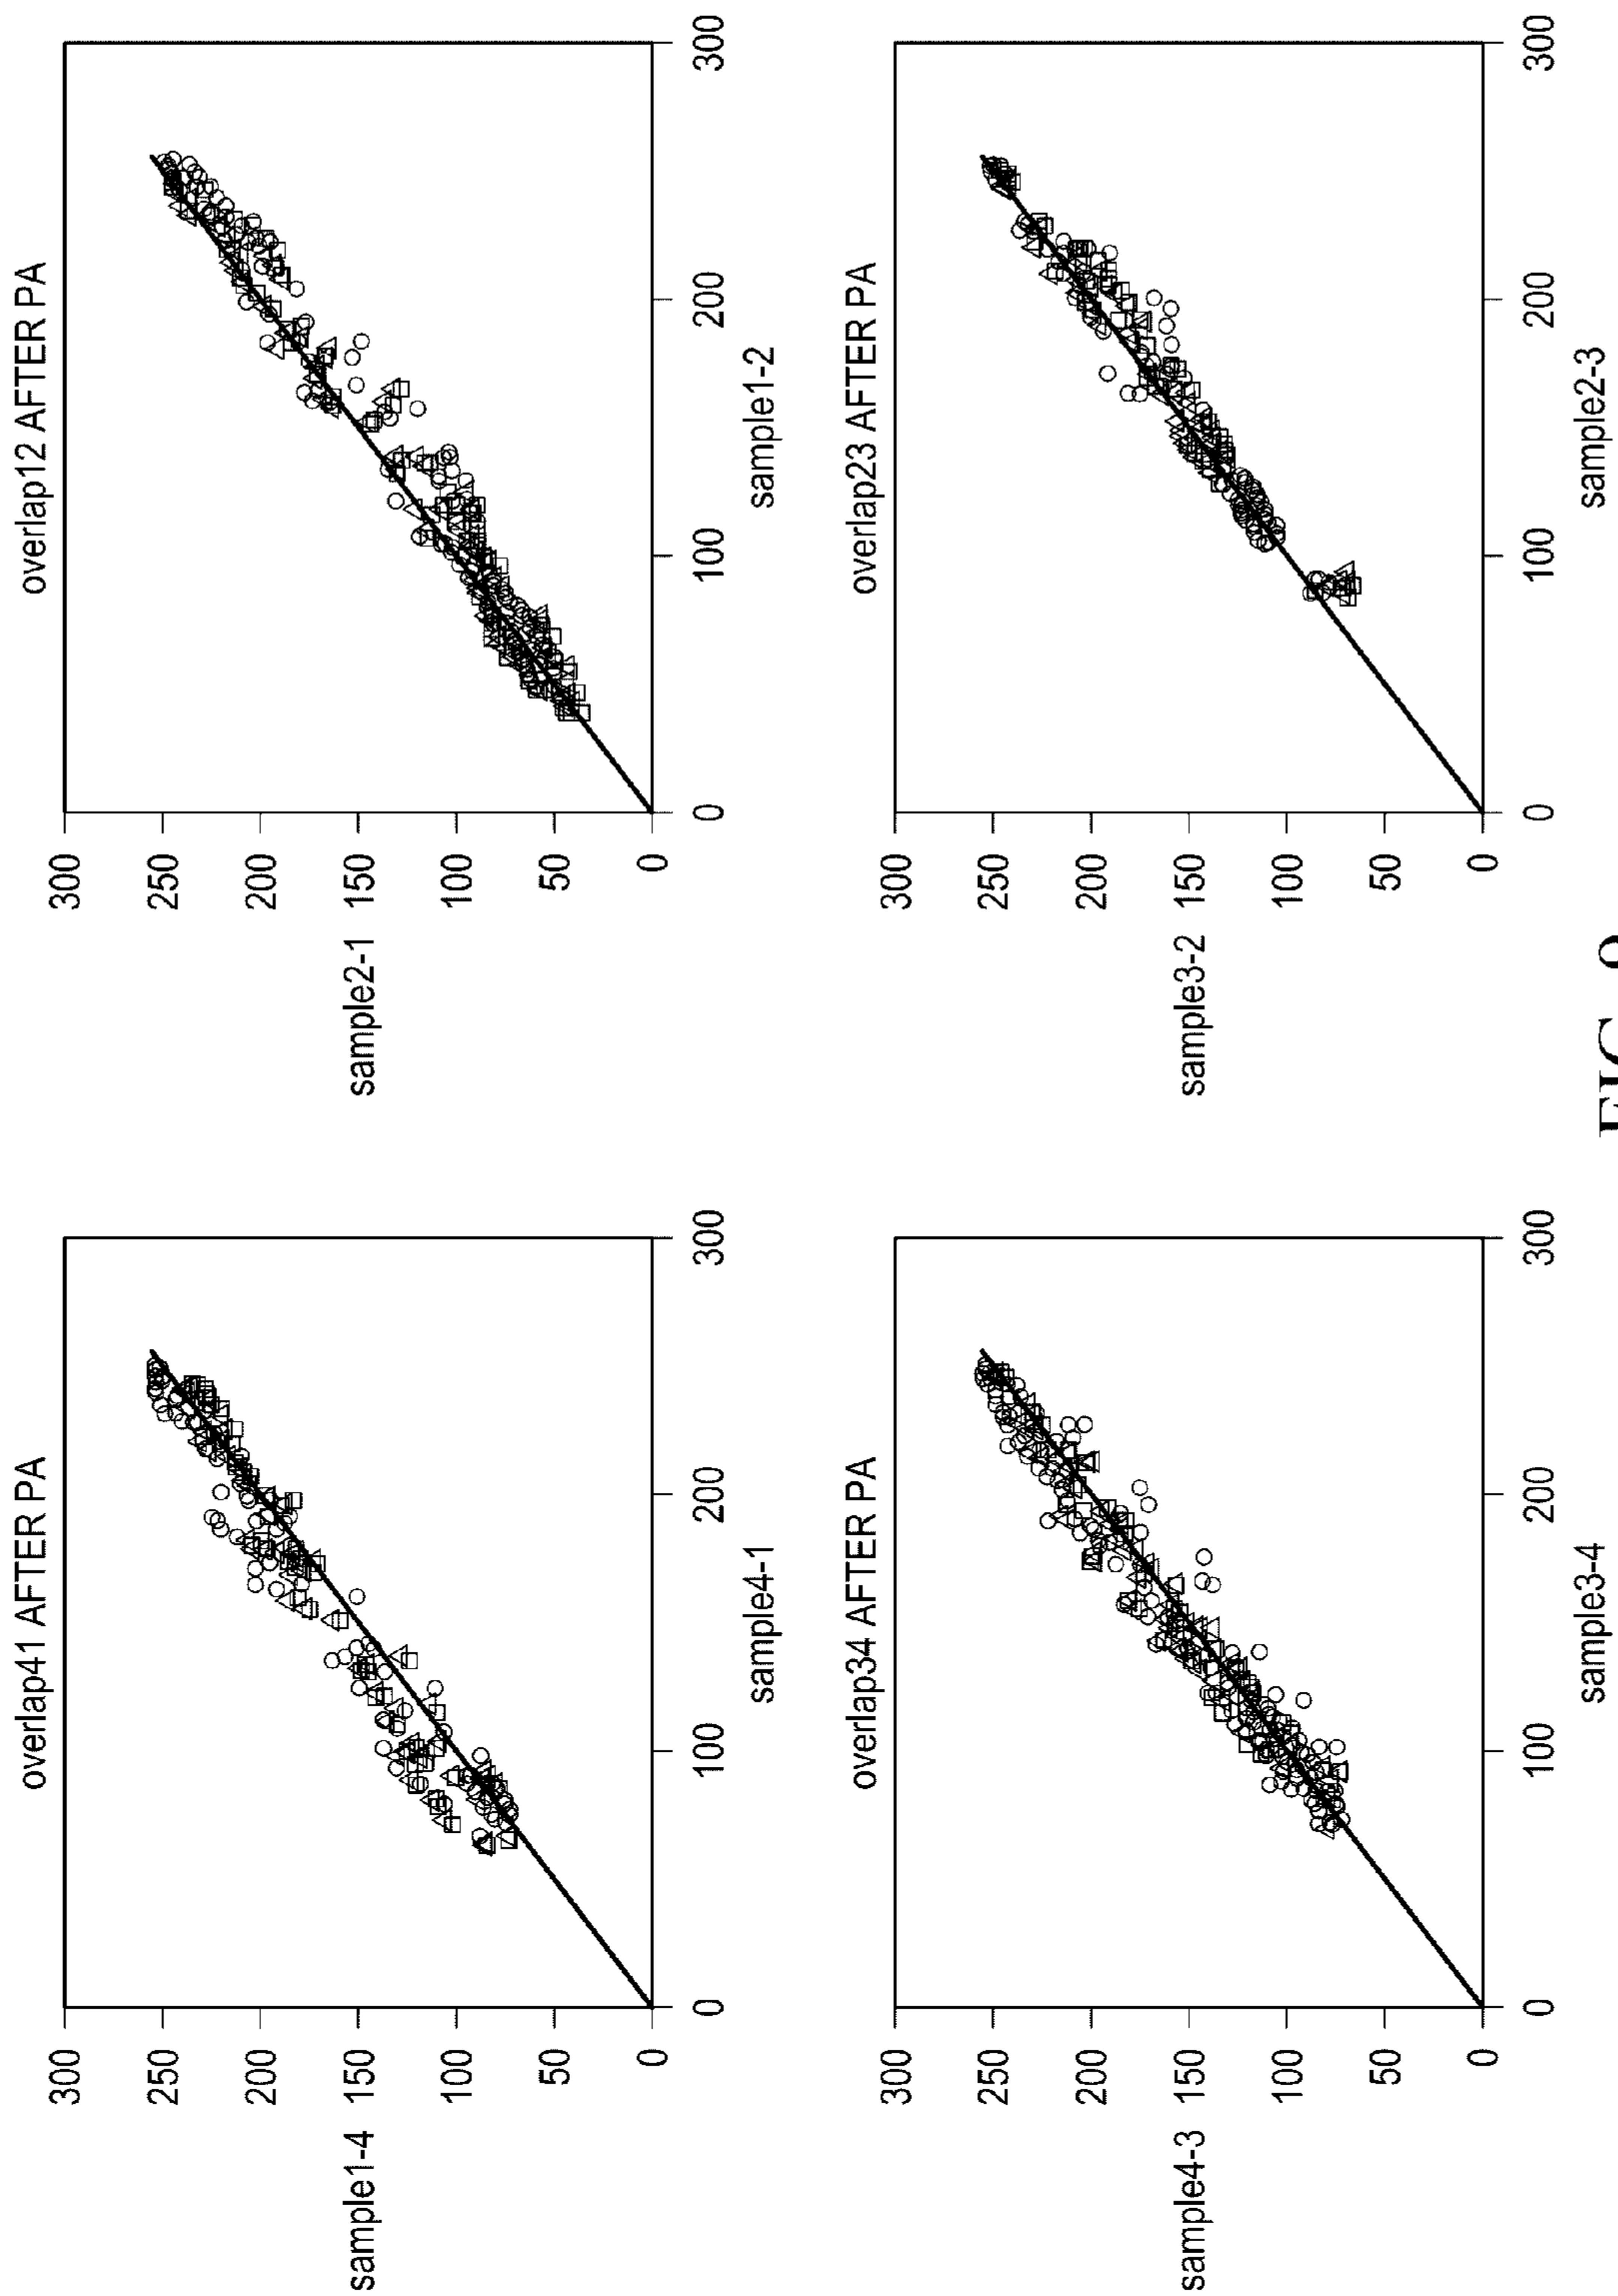 overlap41 AFTER PA
300
250
200
150
100
50
0
sample1-4
0 100 200 300
sample4-1
overlap12 AFTER PA
300
250
200
150
100
50
0
sample2-1
0 100 200 300
sample1-2
overlap34 AFTER PA
300
250
200
150
100
50
0
sample4-3
0 100 200 300
sample3-4
overlap23 AFTER PA
300
250
200
150
100
50
0
sample3-2
0 100 200 300
sample2-3
FIG.